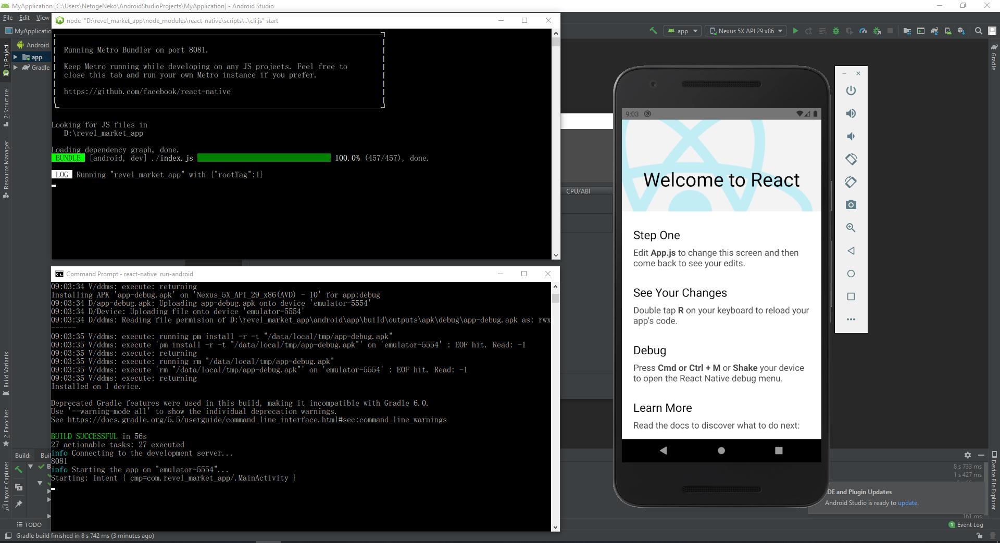 MyApplication [C:\Users\NetogeNeko\AndroidStudioProjects\MyApplication] - Android Studio
File Edit View
MyApplicatio
app
Nexus 5X API 29 x86
Android
app
Gradle
1: Project
7: Structure
Resource Manager
Build Variants
2: Favorites
Layout Captures
node "D:\revel_market_app\node_modules\react-native\scripts\..\cli.js" start
Running Metro Bundler on port 8081.
Keep Metro running while developing on any JS projects. Feel free to
close this tab and run your own Metro instance if you prefer.
https://github.com/facebook/react-native
Looking for JS files in
D:\revel_market_app
Loading dependency graph, done.
BUNDLE [android, dev] ./index.js 100.0% (457/457), done.
LOG Running "revel_market_app" with {"rootTag":1}
Command Prompt - react-native run-android
09:03:34 V/ddms: execute: returning
Installing APK 'app-debug.apk' on 'Nexus_5X_API_29_x86(AVD) - 10' for app:debug
09:03:34 D/app-debug.apk: Uploading app-debug.apk onto device 'emulator-5554'
09:03:34 D/Device: Uploading file onto device 'emulator-5554'
09:03:34 D/ddms: Reading file permision of D:\revel_market_app\android\app\build\outputs\apk\debug\app-debug.apk as: rwx
------
09:03:35 V/ddms: execute: running pm install -r -t "/data/local/tmp/app-debug.apk"
09:03:35 V/ddms: execute 'pm install -r -t "/data/local/tmp/app-debug.apk"' on 'emulator-5554' : EOF hit. Read: -1
09:03:35 V/ddms: execute: returning
09:03:35 V/ddms: execute: running rm "/data/local/tmp/app-debug.apk"
09:03:35 V/ddms: execute 'rm "/data/local/tmp/app-debug.apk"' on 'emulator-5554' : EOF hit. Read: -1
09:03:35 V/ddms: execute: returning
Installed on 1 device.
Deprecated Gradle features were used in this build, making it incompatible with Gradle 6.0.
Use '--warning-mode all' to show the individual deprecation warnings.
See https://docs.gradle.org/5.5/userguide/command_line_interface.html#sec:command_line_warnings
BUILD SUCCESSFUL in 56s
27 actionable tasks: 27 executed
info Connecting to the development server...
8081
info Starting the app on "emulator-5554"...
Starting: Intent { cmp=com.revel_market_app/.MainActivity }
CPU/ABI
9:03
Welcome to React
Step One
Edit App.js to change this screen and then
come back to see your edits.
See Your Changes
Double tap R on your keyboard to reload your
app's code.
Debug
Press Cmd or Ctrl + M or Shake your device
to open the React Native debug menu.
Learn More
Read the docs to discover what to do next:
Gradle
Device File Explorer
Build: Buil
8 s 733 ms
1 s 427 ms
DE and Plugin Updates
Android Studio is ready to update.
161 ms
TODO
1 Event Log
Gradle build finished in 8 s 742 ms (3 minutes ago)